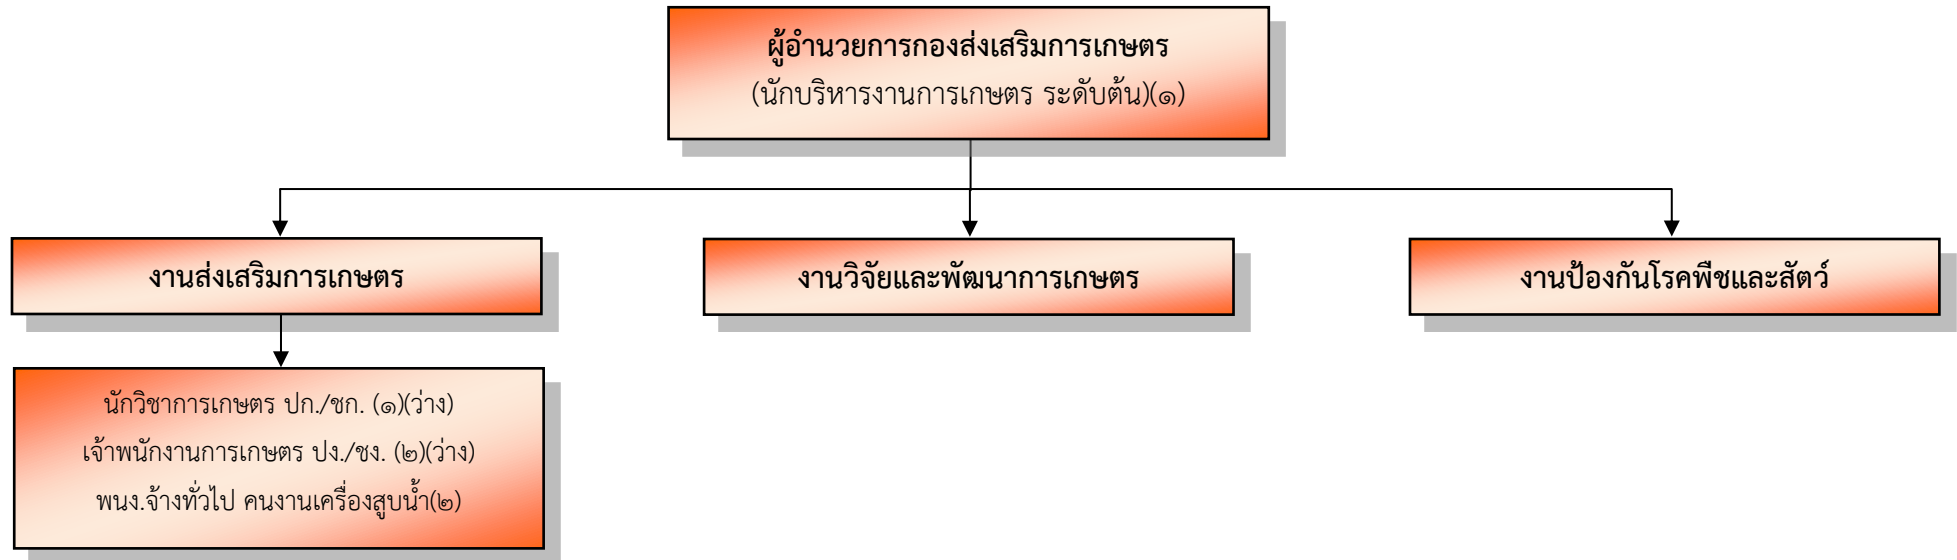 ผู้อำนวยการกองส่งเสริมการเกษตร
(นักบริหารงานการเกษตร ระดับต้น)(๑)
งานส่งเสริมการเกษตร
งานวิจัยและพัฒนาการเกษตร
งานป้องกันโรคพืชและสัตว์
นักวิชาการเกษตร ปก./ชก. (๑)(ว่าง)
เจ้าพนักงานการเกษตร ปง./ชง. (๒)(ว่าง)
พนง.จ้างทั่วไป คนงานเครื่องสูบน้ำ(๒)